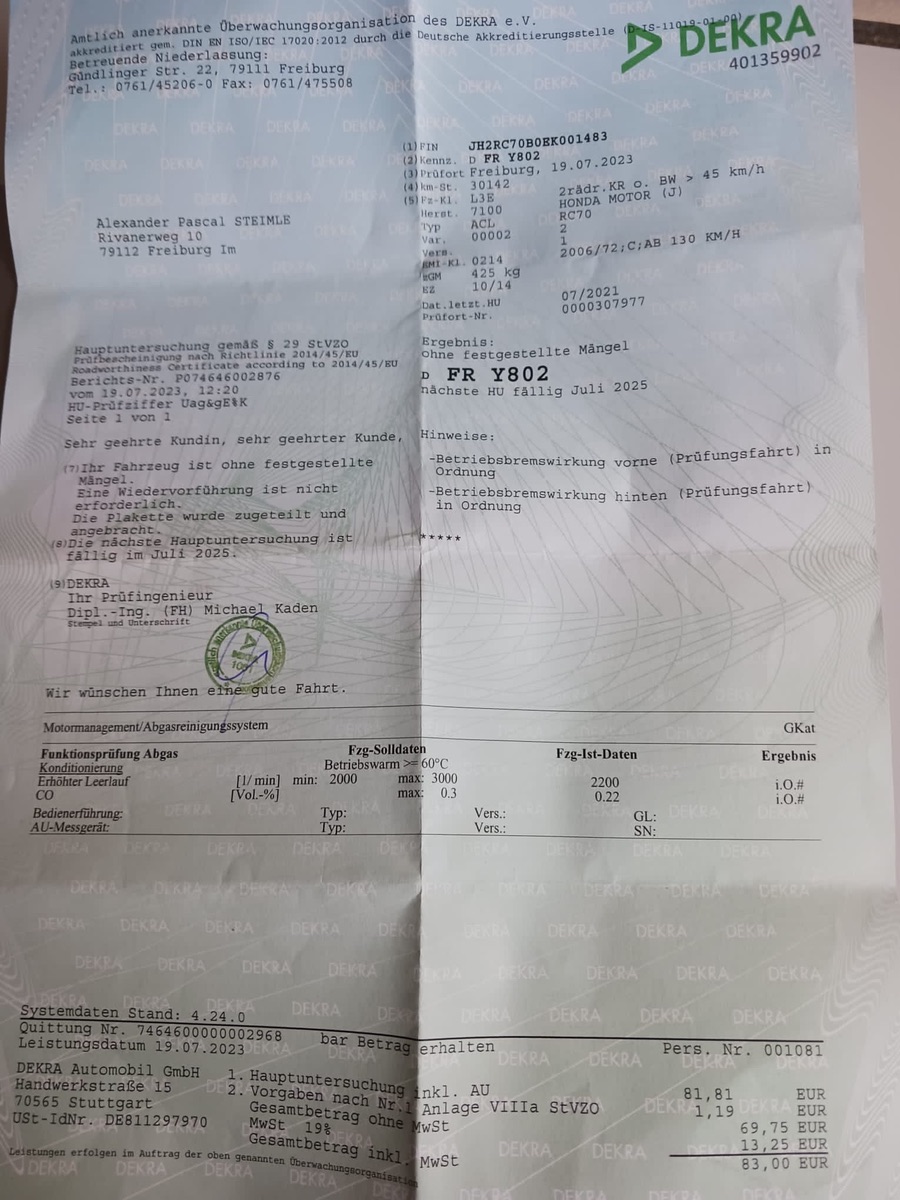 Amtlich anerkannte Überwachungsorganisation des DEKRA e.V.
akkreditiert gem. DIN EN ISO/IEC 17020:2012 durch die Deutsche Akkreditierungsstelle (D-IS-11019-01-00)
DEKRA
401359902
Betreuende Niederlassung:
Gündlinger Str. 22, 79111 Freiburg
Tel.: 0761/45206-0 Fax: 0761/475508
(1)FIN JH2RC70B0EK001483
(2)Kennz. D FR Y802
(3)Prüfort Freiburg, 19.07.2023
(4)km-St. 30142
(5)Fz-Kl. L3E 2rädr.KR o. BW > 45 km/h
Herst. 7100 HONDA MOTOR (J)
Typ ACL RC70
Var. 00002 2
Vers. 1
EMI-Kl. 0214 2006/72;C;AB 130 KM/H
zGM 425 kg
EZ 10/14
Dat.letzt.HU 07/2021
Prüfort-Nr. 0000307977
Alexander Pascal STEIMLE
Rivanerweg 10
79112 Freiburg Im
Hauptuntersuchung gemäß § 29 StVZO
Prüfbescheinigung nach Richtlinie 2014/45/EU
Roadworthiness Certificate according to 2014/45/EU
Berichts-Nr. P074646002876
vom 19.07.2023, 12:20
HU-Prüfziffer Uag&gE%K
Seite 1 von 1
Ergebnis:
ohne festgestellte Mängel
D FR Y802
nächste HU fällig Juli 2025
Sehr geehrte Kundin, sehr geehrter Kunde,
(7)Ihr Fahrzeug ist ohne festgestellte
Mängel.
Eine Wiedervorführung ist nicht
erforderlich.
Die Plakette wurde zugeteilt und
angebracht.
(8)Die nächste Hauptuntersuchung ist
fällig im Juli 2025.
Hinweise:
-Betriebsbremswirkung vorne (Prüfungsfahrt) in
Ordnung
-Betriebsbremswirkung hinten (Prüfungsfahrt)
in Ordnung
*****
(9)DEKRA
Ihr Prüfingenieur
Dipl.-Ing. (FH) Michael Kaden
Stempel und Unterschrift
Wir wünschen Ihnen eine gute Fahrt.
Motormanagement/Abgasreinigungssystem GKat
Funktionsprüfung Abgas Fzg-Solldaten Fzg-Ist-Daten Ergebnis
Konditionierung Betriebswarm >= 60°C
Erhöhter Leerlauf [1/min] min: 2000 max: 3000 2200 i.O.#
CO [Vol.-%] max: 0.3 0.22 i.O.#
Bedienerführung: Typ: Vers.: GL:
AU-Messgerät: Typ: Vers.: SN:
Systemdaten Stand: 4.24.0
Quittung Nr. 7464600000002968 bar Betrag erhalten Pers. Nr. 001081
Leistungsdatum 19.07.2023
DEKRA Automobil GmbH
Handwerkstraße 15
70565 Stuttgart
USt-IdNr. DE811297970
1. Hauptuntersuchung inkl. AU 81,81 EUR
2. Vorgaben nach Nr.1 Anlage VIIIa StVZO 1,19 EUR
Gesamtbetrag ohne MwSt 69,75 EUR
MwSt 19% 13,25 EUR
Gesamtbetrag inkl. MwSt 83,00 EUR
Leistungen erfolgen im Auftrag der oben genannten Überwachungsorganisation